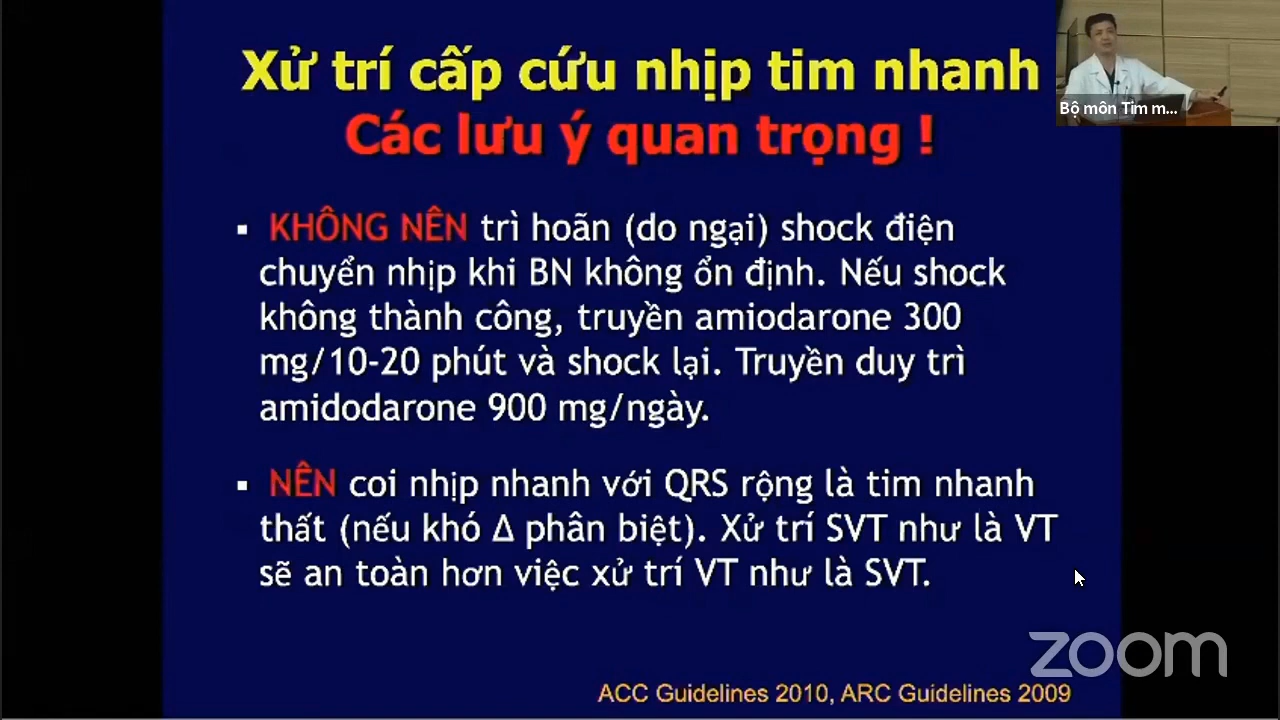 Xử trí cấp cứu nhịp tim nhanh
Các lưu ý quan trọng !
Bộ môn Tim m...
▪ KHÔNG NÊN trì hoãn (do ngại) shock điện
chuyển nhịp khi BN không ổn định. Nếu shock
không thành công, truyền amiodarone 300
mg/10-20 phút và shock lại. Truyền duy trì
amidodarone 900 mg/ngày.
▪ NÊN coi nhịp nhanh với QRS rộng là tim nhanh
thất (nếu khó Δ phân biệt). Xử trí SVT như là VT
sẽ an toàn hơn việc xử trí VT như là SVT.
zoom
ACC Guidelines 2010, ARC Guidelines 2009